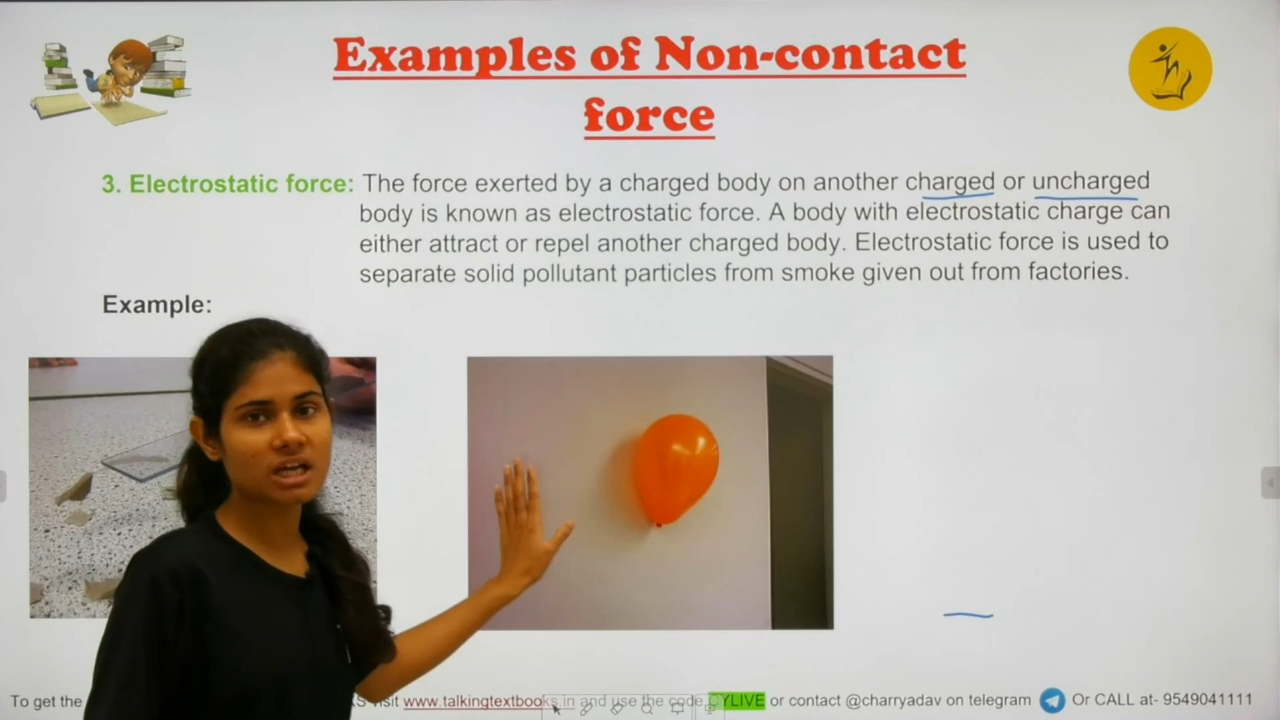 Examples of Non-contact
force
3. Electrostatic force: The force exerted by a charged body on another charged or uncharged
body is known as electrostatic force. A body with electrostatic charge can
either attract or repel another charged body. Electrostatic force is used to
separate solid pollutant particles from smoke given out from factories.
Example:
To get the visit www.talkingtextbooks.in and use the code YLIVE or contact @charryadav on telegram Or CALL at- 9549041111